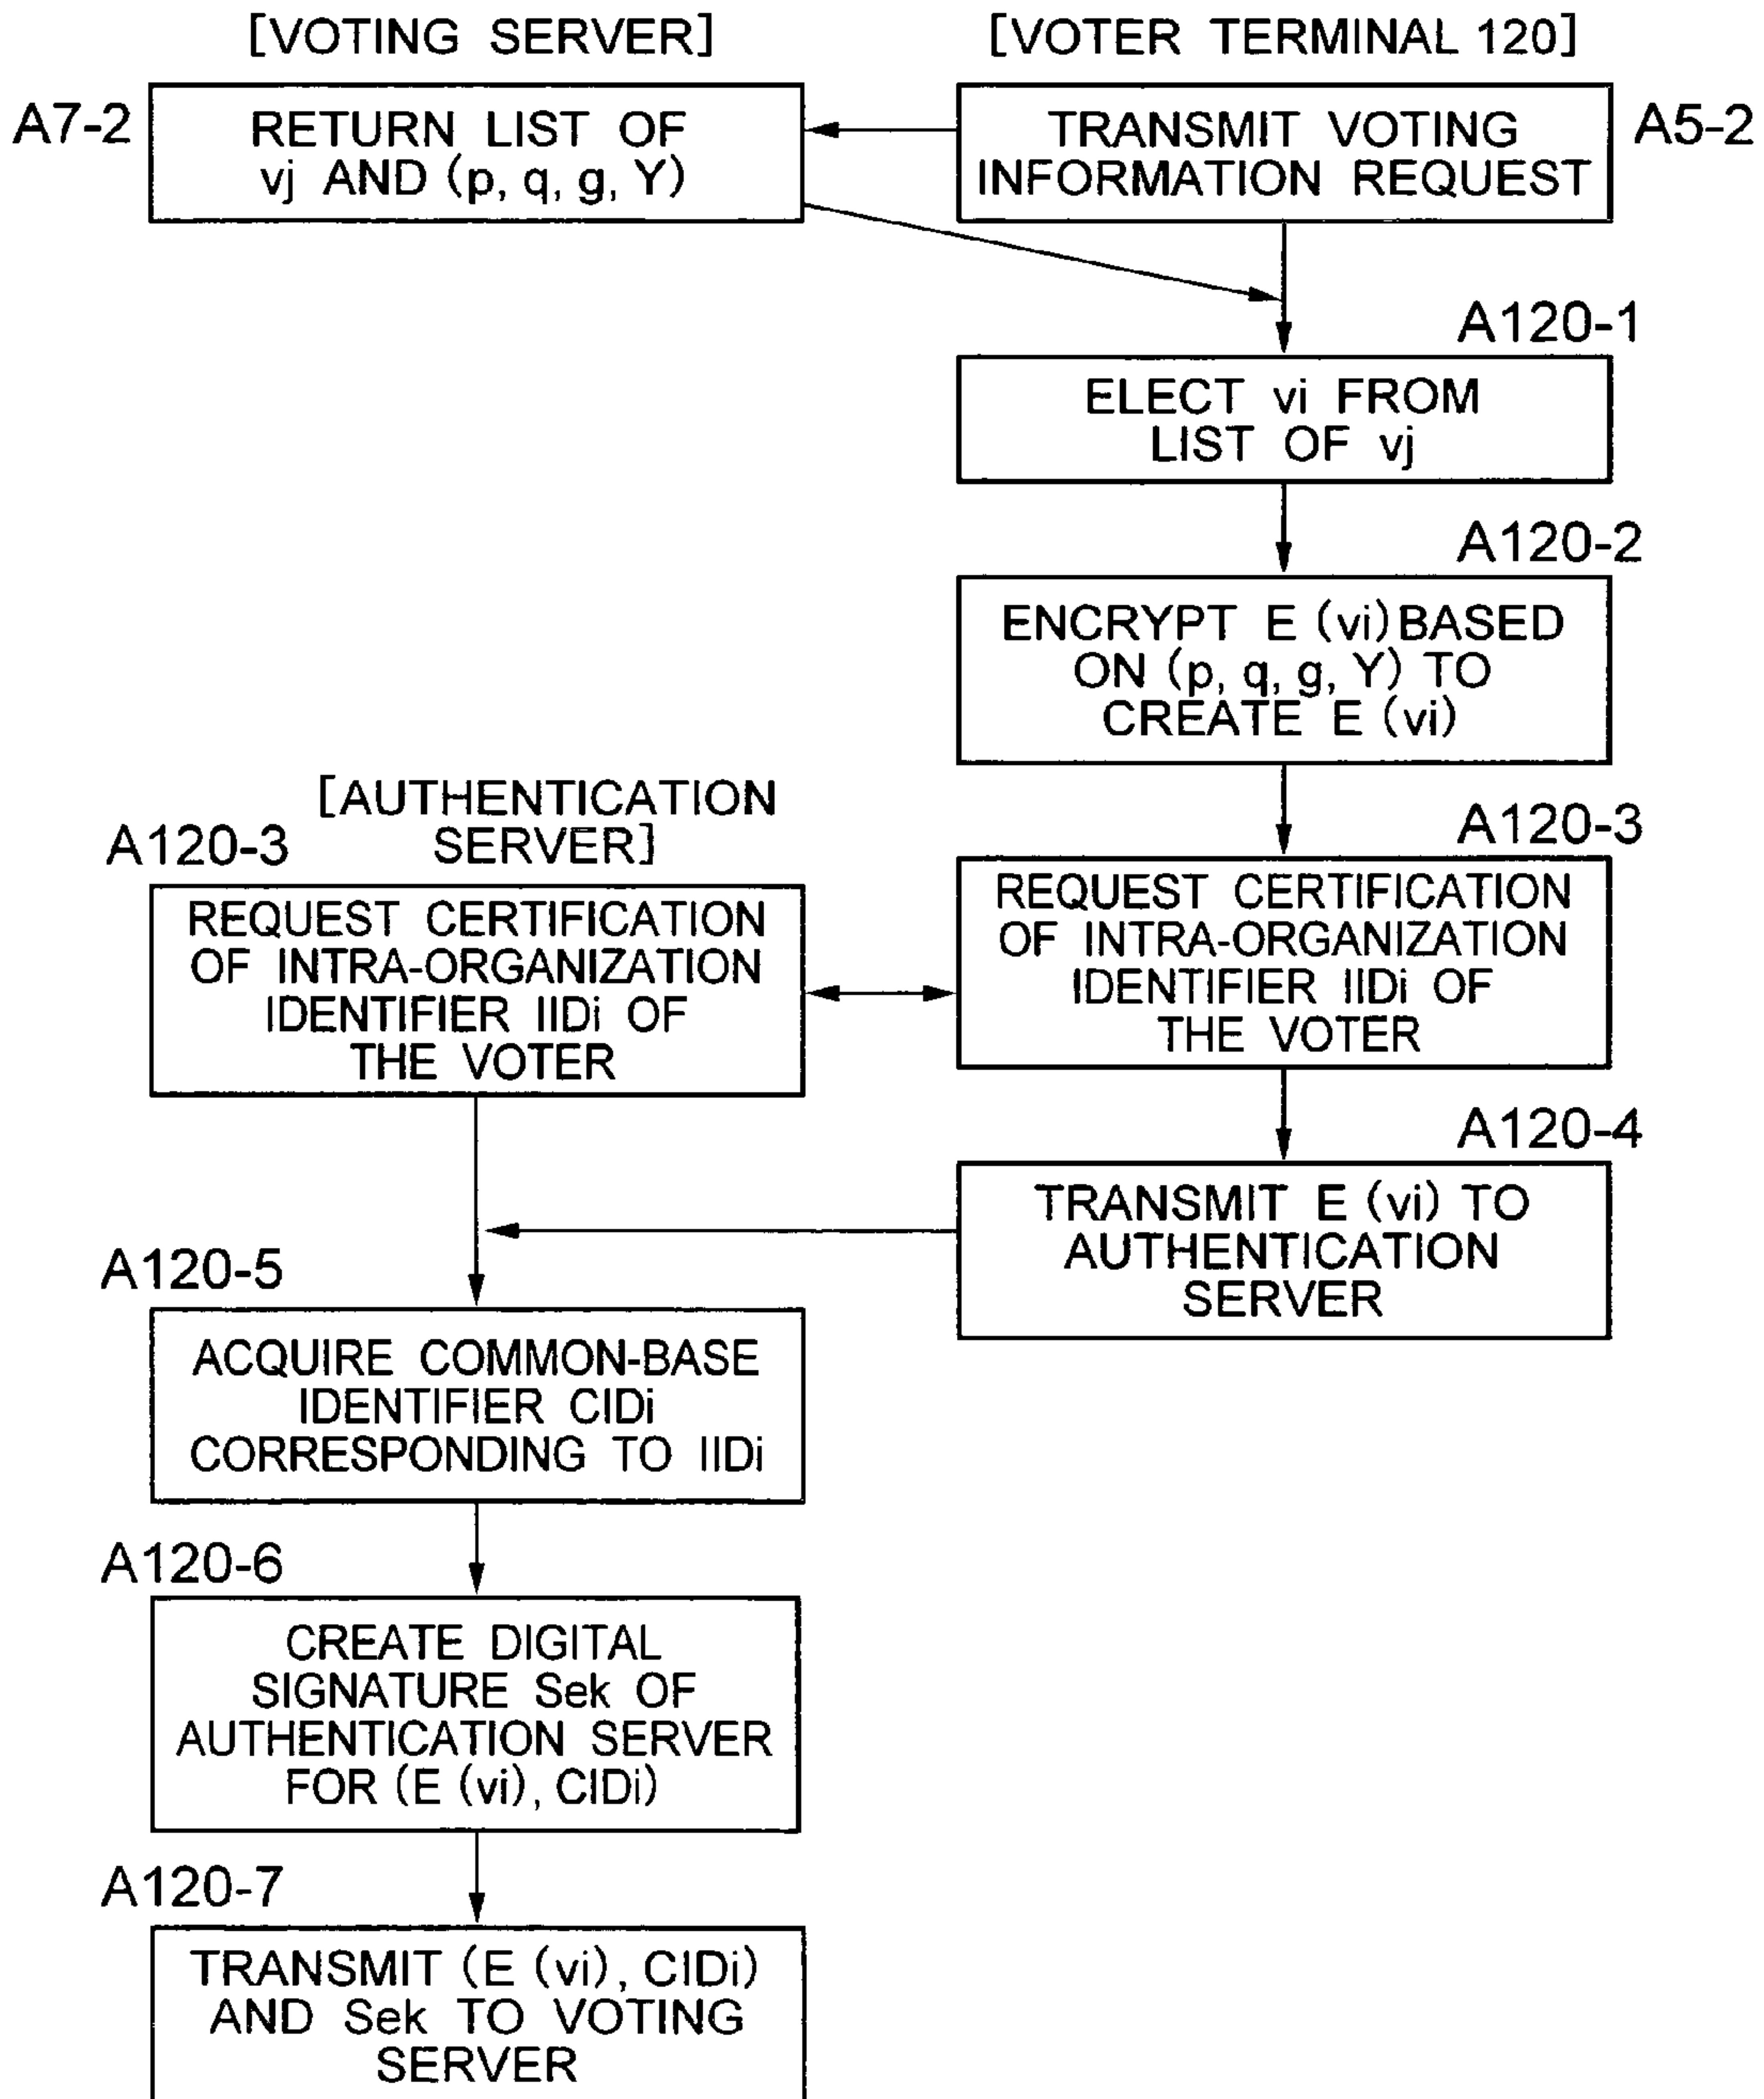 [VOTING SERVER]
[VOTER TERMINAL 120]
A7-2
RETURN LIST OF
vj AND (p, q, g, Y)
TRANSMIT VOTING
INFORMATION REQUEST
A5-2
A120-1
ELECT vi FROM
LIST OF vj
A120-2
ENCRYPT E (vi) BASED
ON (p, q, g, Y) TO
CREATE E (vi)
[AUTHENTICATION
SERVER]
A120-3
REQUEST CERTIFICATION
OF INTRA-ORGANIZATION
IDENTIFIER IIDi OF
THE VOTER
A120-3
REQUEST CERTIFICATION
OF INTRA-ORGANIZATION
IDENTIFIER IIDi OF
THE VOTER
A120-4
TRANSMIT E (vi) TO
AUTHENTICATION
SERVER
A120-5
ACQUIRE COMMON-BASE
IDENTIFIER CIDi
CORRESPONDING TO IIDi
A120-6
CREATE DIGITAL
SIGNATURE Sek OF
AUTHENTICATION SERVER
FOR (E (vi), CIDi)
A120-7
TRANSMIT (E (vi), CIDi)
AND Sek TO VOTING
SERVER